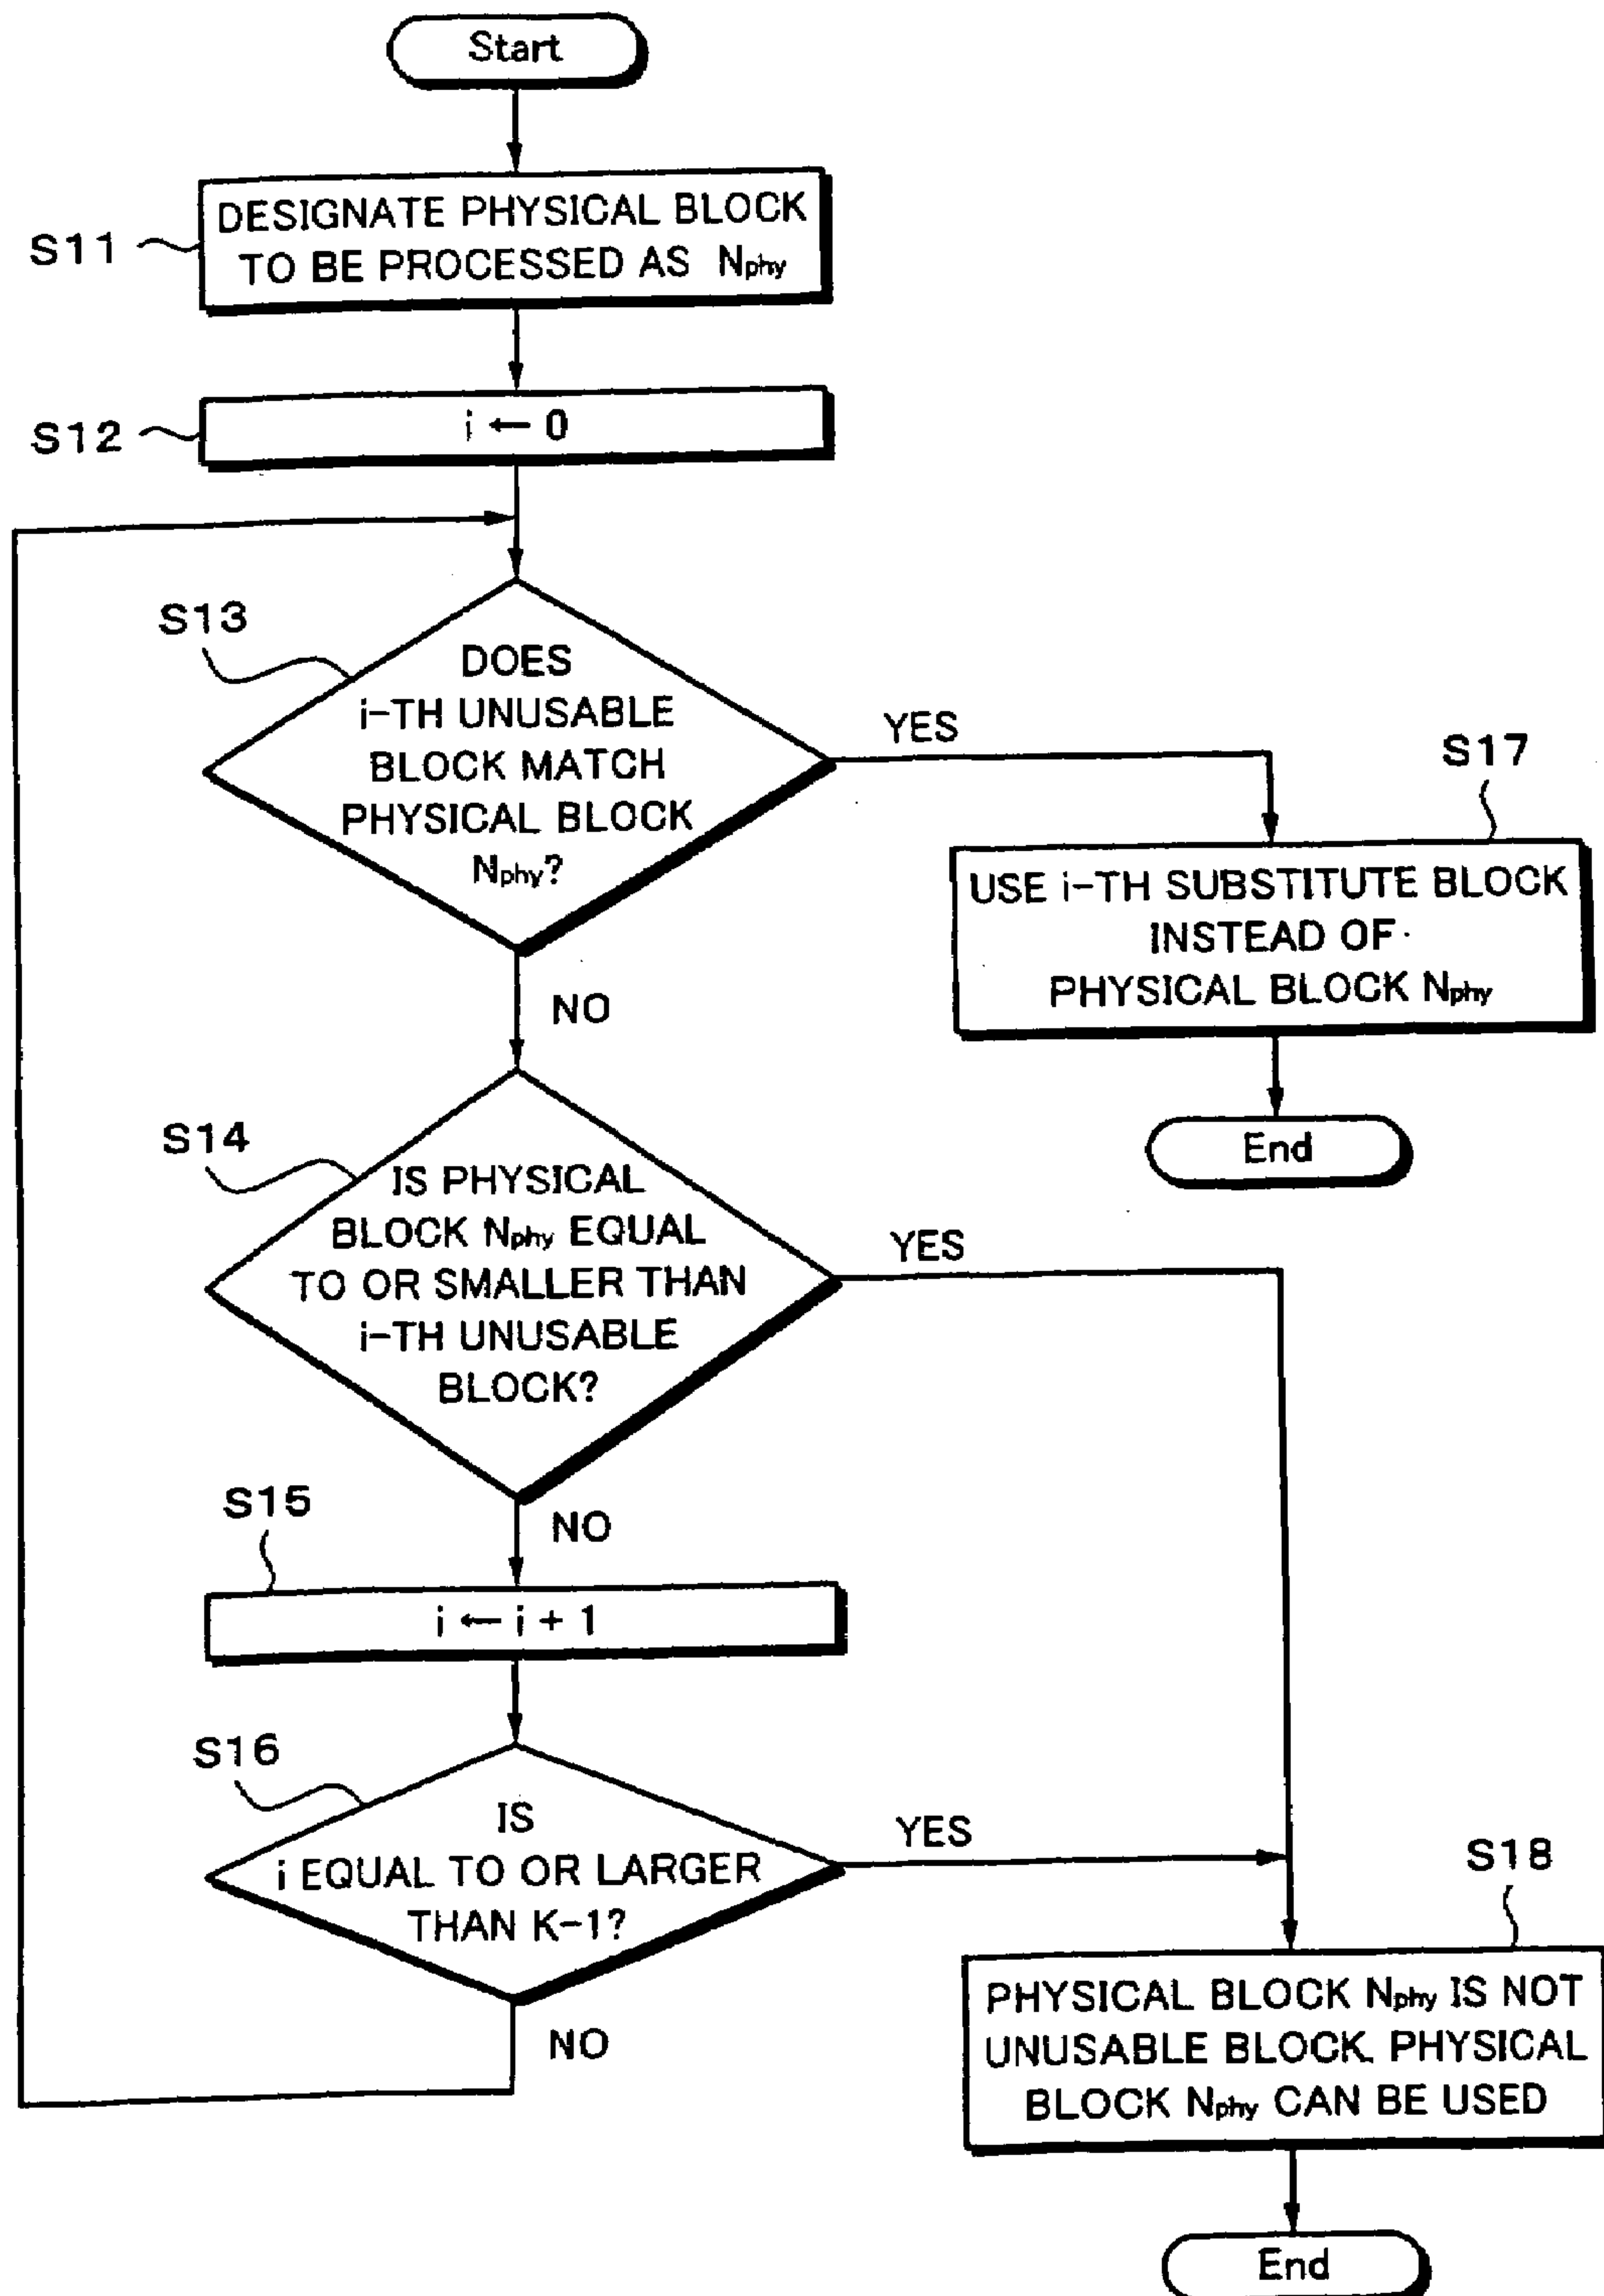 Start
S11
DESIGNATE PHYSICAL BLOCK
TO BE PROCESSED AS Nphy
S12
i ← 0
S13
DOES
i-TH UNUSABLE
BLOCK MATCH
PHYSICAL BLOCK
Nphy?
YES
NO
S17
USE i-TH SUBSTITUTE BLOCK
INSTEAD OF
PHYSICAL BLOCK Nphy
End
S14
IS PHYSICAL
BLOCK Nphy EQUAL
TO OR SMALLER THAN
i-TH UNUSABLE
BLOCK?
YES
NO
S15
i ← i + 1
S16
IS
i EQUAL TO OR LARGER
THAN K-1?
YES
NO
S18
PHYSICAL BLOCK Nphy IS NOT
UNUSABLE BLOCK. PHYSICAL
BLOCK Nphy CAN BE USED
End